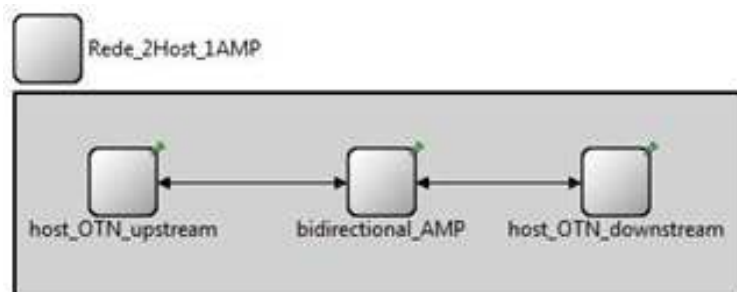 Rede_2Host_1AMP
host_OTN_upstream
bidirectional_AMP
host_OTN_downstream